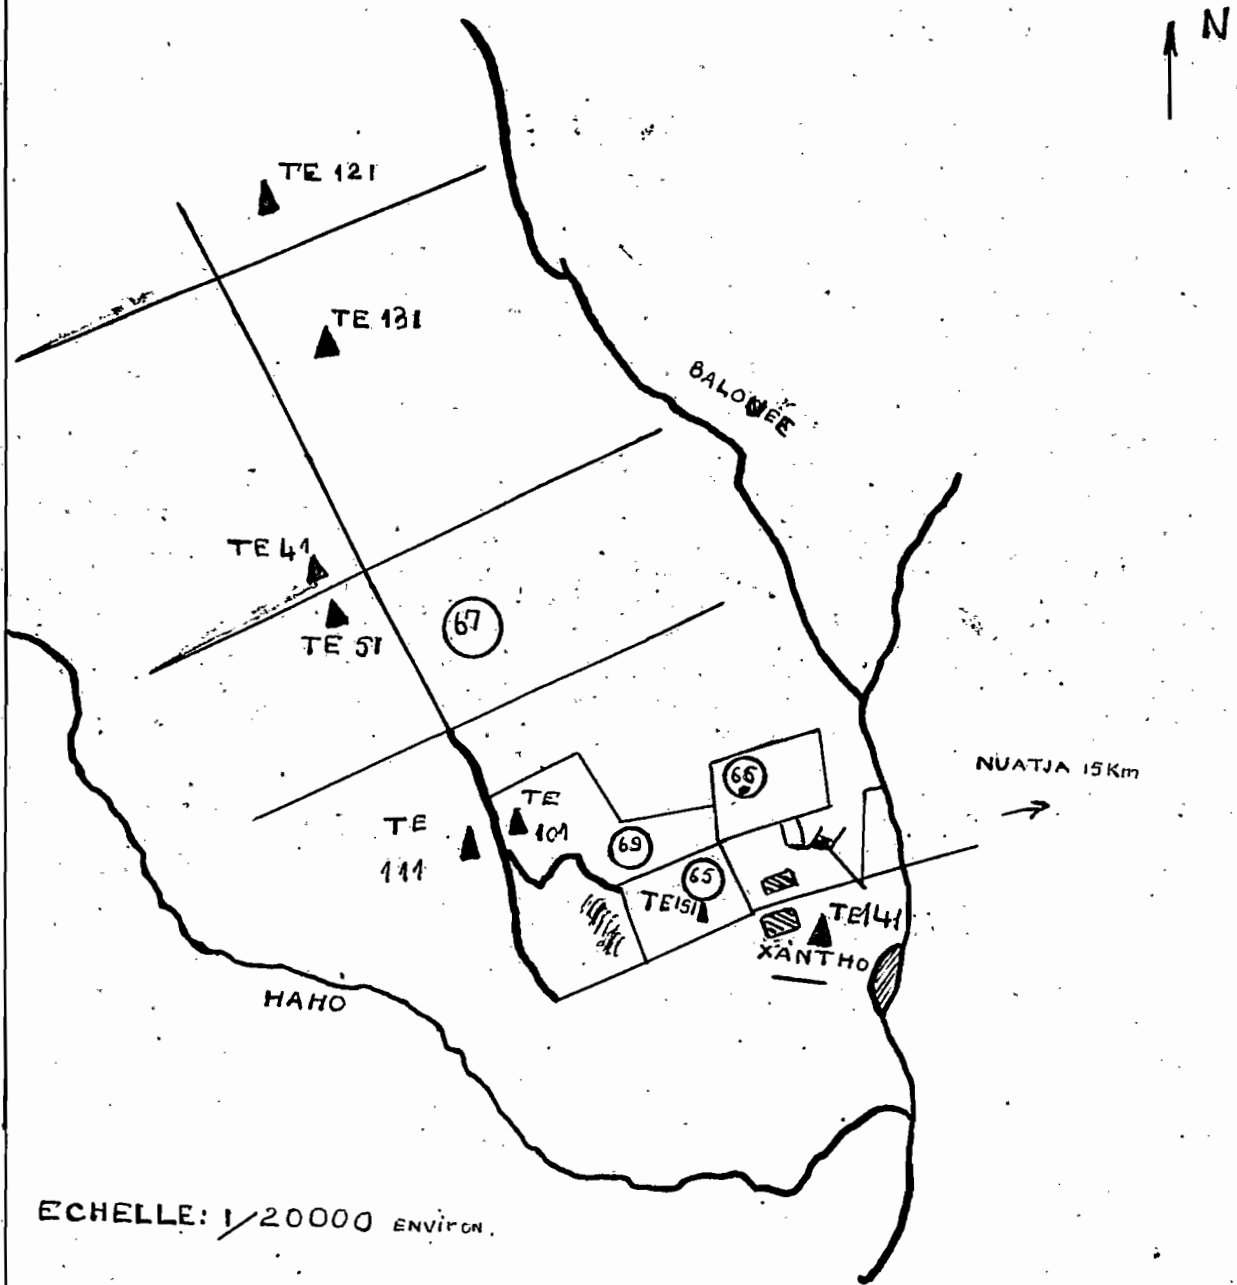 N
TE 121
TE 131
BALONEE
TE 41
TE 51
67
NUATJA 15Km
66
TE
101
TE
111
69
65
TE151
TE141
XANTHO
HAHO
ECHELLE: 1/20000 ENVIRON.